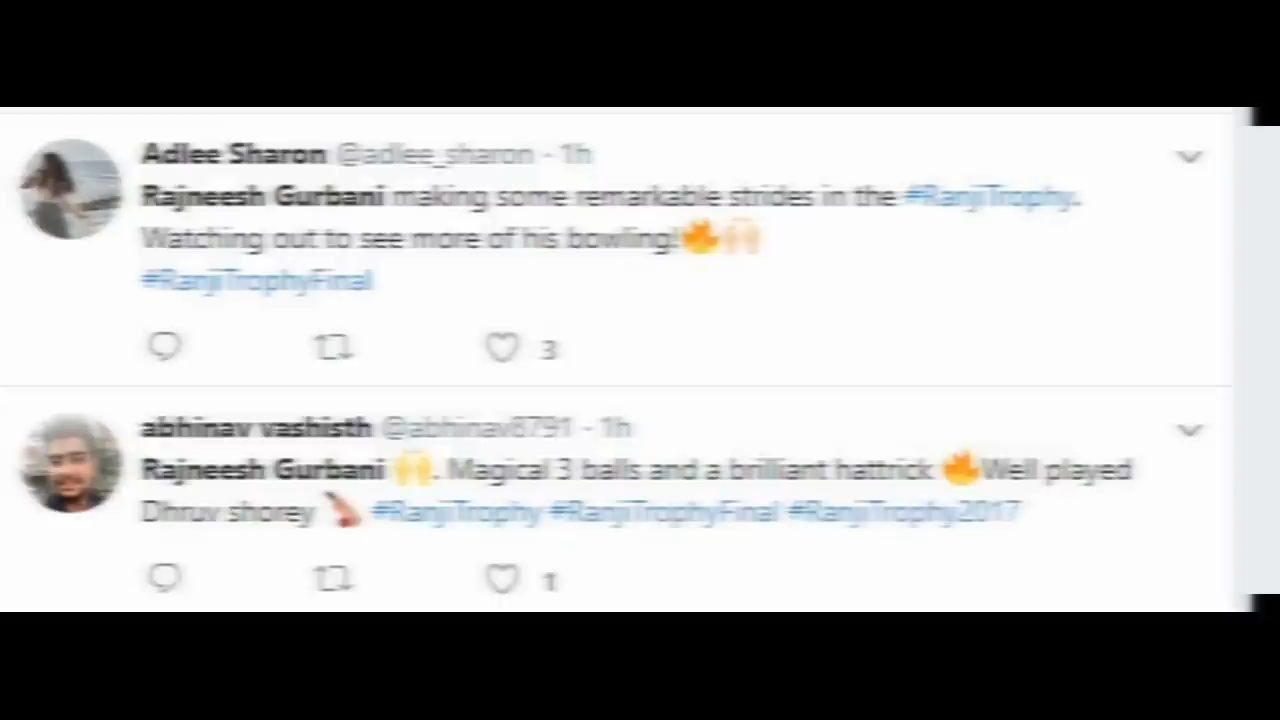 Adlee Sharon @adlee_sharon - 1h
Rajneesh Gurbani making some remarkable strides in the #RanjiTrophy.
Watching out to see more of his bowling!🔥🙌
#RanjiTrophyFinal
3
abhinav vashisth @abhinav8791 - 1h
Rajneesh Gurbani 🙌. Magical 3 balls and a brilliant hattrick 🔥Well played
Dhruv shorey 🏏 #RanjiTrophy #RanjiTrophyFinal #RanjiTrophy2017
1